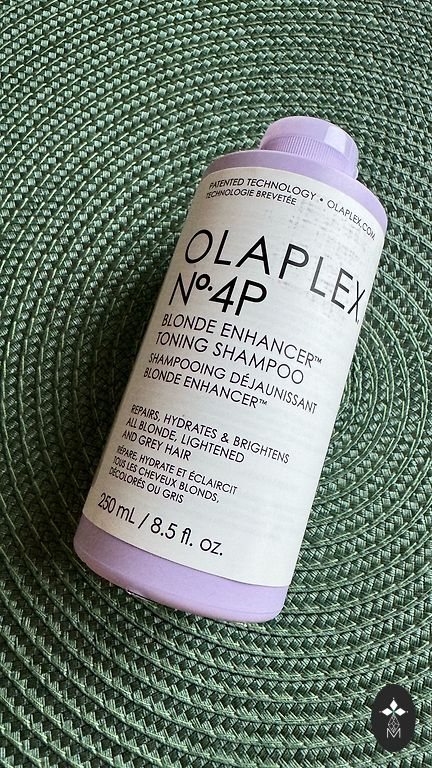 PATENTED TECHNOLOGY • OLAPLEX.COM
TECHNOLOGIE BREVETÉE
OLAPLEX.
Nº.4P
BLONDE ENHANCER™
TONING SHAMPOO
SHAMPOOING DÉJAUNISSANT
BLONDE ENHANCER™
REPAIRS, HYDRATES & BRIGHTENS
ALL BLONDE, LIGHTENED
AND GREY HAIR
RÉPARE, HYDRATE ET ÉCLAIRCIT
TOUS LES CHEVEUX BLONDS,
DÉCOLORÉS OU GRIS
250 mL / 8.5 fl. oz.
M